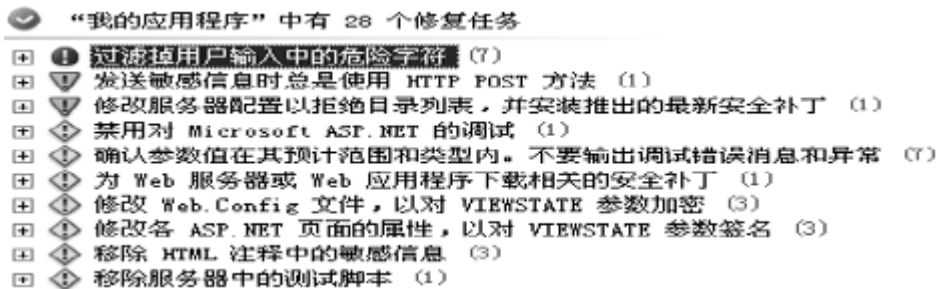 “我的应用程序”中有 28 个修复任务
过滤掉用户输入中的危险字符 (7)
发送敏感信息时总是使用 HTTP POST 方法 (1)
修改服务器配置以拒绝目录列表，并安装推出的最新安全补丁 (1)
禁用对 Microsoft ASP.NET 的调试 (1)
确认参数值在其预计范围和类型内。不要输出调试错误消息和异常 (7)
为 Web 服务器或 Web 应用程序下载相关的安全补丁 (1)
修改 Web.Config 文件，以对 VIEWSTATE 参数加密 (3)
修改各 ASP.NET 页面的属性，以对 VIEWSTATE 参数签名 (3)
移除 HTML 注释中的敏感信息 (3)
移除服务器中的测试脚本 (1)